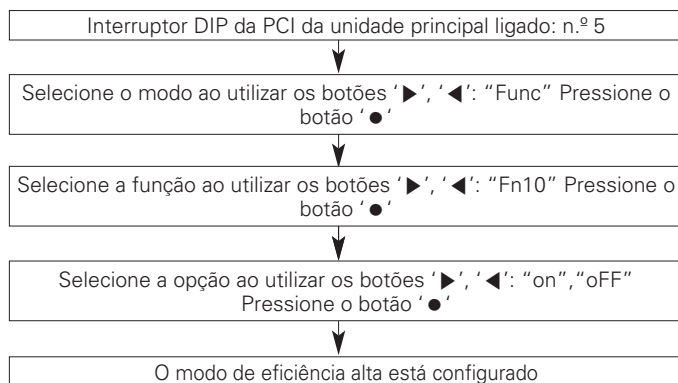 Interruptor DIP da PCI da unidade principal ligado: n.º 5
Selecione o modo ao utilizar os botões ‘▶’, ‘◀’: “Func” Pressione o
botão ‘●‘
Selecione a função ao utilizar os botões ‘▶’, ‘◀’: “Fn10” Pressione o
botão ‘●‘
Selecione a opção ao utilizar os botões ‘▶’, ‘◀’: “on”,“oFF”
Pressione o botão ‘●‘
O modo de eficiência alta está configurado